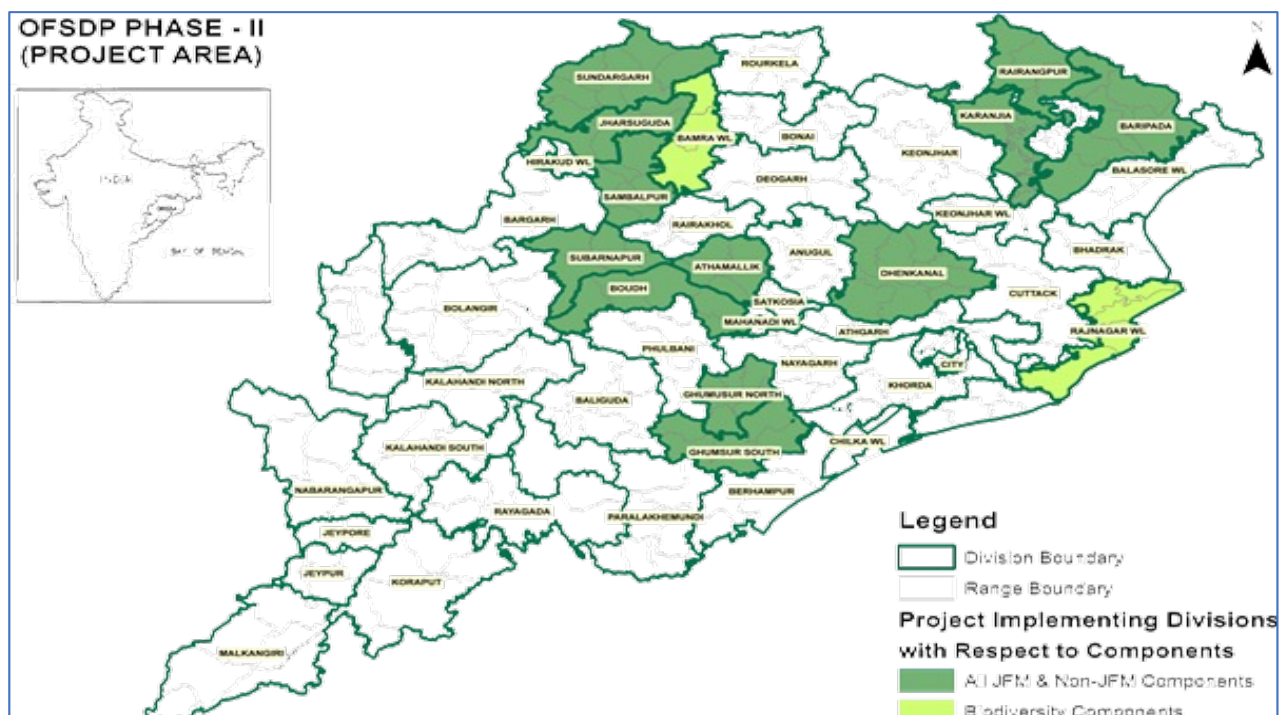 OFSDP PHASE - II
(PROJECT AREA)
N
INDIA
BAY OF BENGAL
SUNDARGARH
ROURKELA
RAIRANGPUR
JHARSUGUDA
BAMRA WL
BONAI
KARANJIA
BARIPADA
HIRAKUD WL
KEONJHAR
BALASORE WL
SAMBALPUR
DEOGARH
BARGARH
RAIRAKHOL
KEONJHAR WL
SUBARNAPUR
ATHAMALLIK
ANUGUL
DHENKANAL
BHADRAK
BOUDH
BOLANGIR
SATKOSIA
CUTTACK
MAHANADI WL
ATHGARH
RAJNAGAR WL
PHULBANI
NAYAGARH
CITY
KALAHANDI NORTH
GHUMUSUR NORTH
KHORDA
BALIGUDA
KALAHANDI SOUTH
GHUMSUR SOUTH
CHILKA WL
NABARANGAPUR
BERHAMPUR
RAYAGADA
PARALAKHEMUNDI
JEYPORE
JEYPUR
KORAPUT
MALKANGIRI
Legend
Division Boundary
Range Boundary
Project Implementing Divisions
with Respect to Components
All JFM & Non-JFM Components
Biodiversity Components